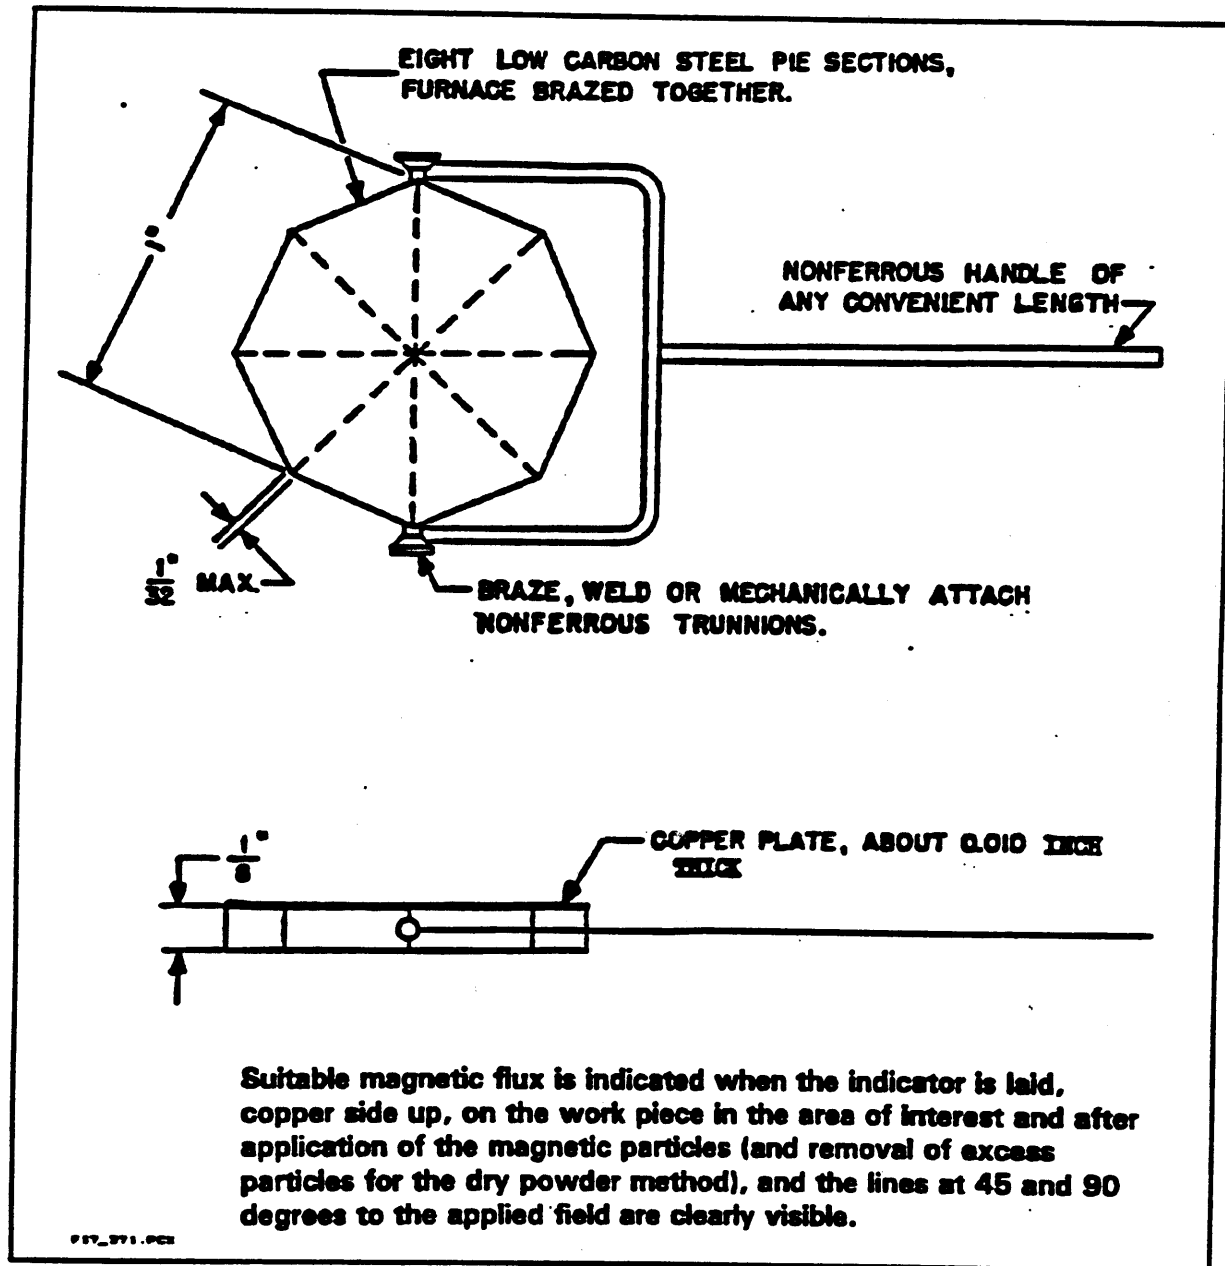 EIGHT LOW CARBON STEEL PIE SECTIONS,
FURNACE BRAZED TOGETHER.
1"
NONFERROUS HANDLE OF
ANY CONVENIENT LENGTH
1"
32 MAX.
BRAZE, WELD OR MECHANICALLY ATTACH
NONFERROUS TRUNNIONS.
1"
8
COPPER PLATE, ABOUT 0.010 INCH
THICK
Suitable magnetic flux is indicated when the indicator is laid,
copper side up, on the work piece in the area of interest and after
application of the magnetic particles (and removal of excess
particles for the dry powder method), and the lines at 45 and 90
degrees to the applied field are clearly visible.
F17_371.PCX